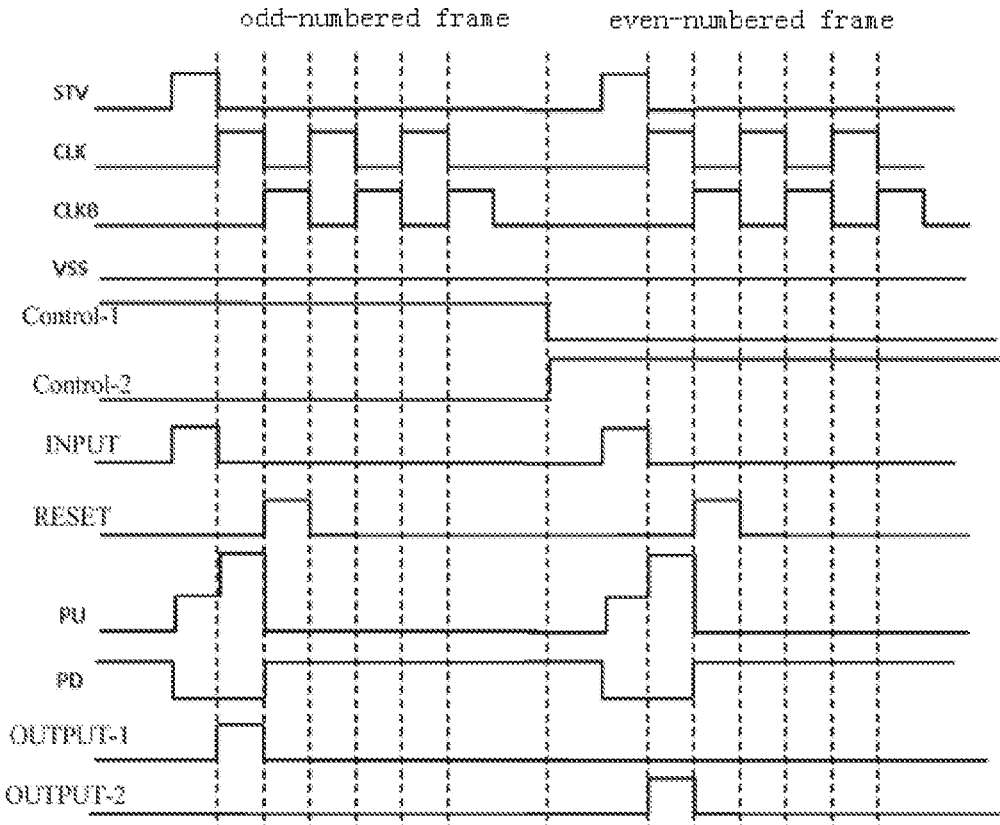 odd-numbered frame
even-numbered frame
STV
CLK
CLKB
VSS
Control-1
Control-2
INPUT
RESET
PU
PD
OUTPUT-1
OUTPUT-2